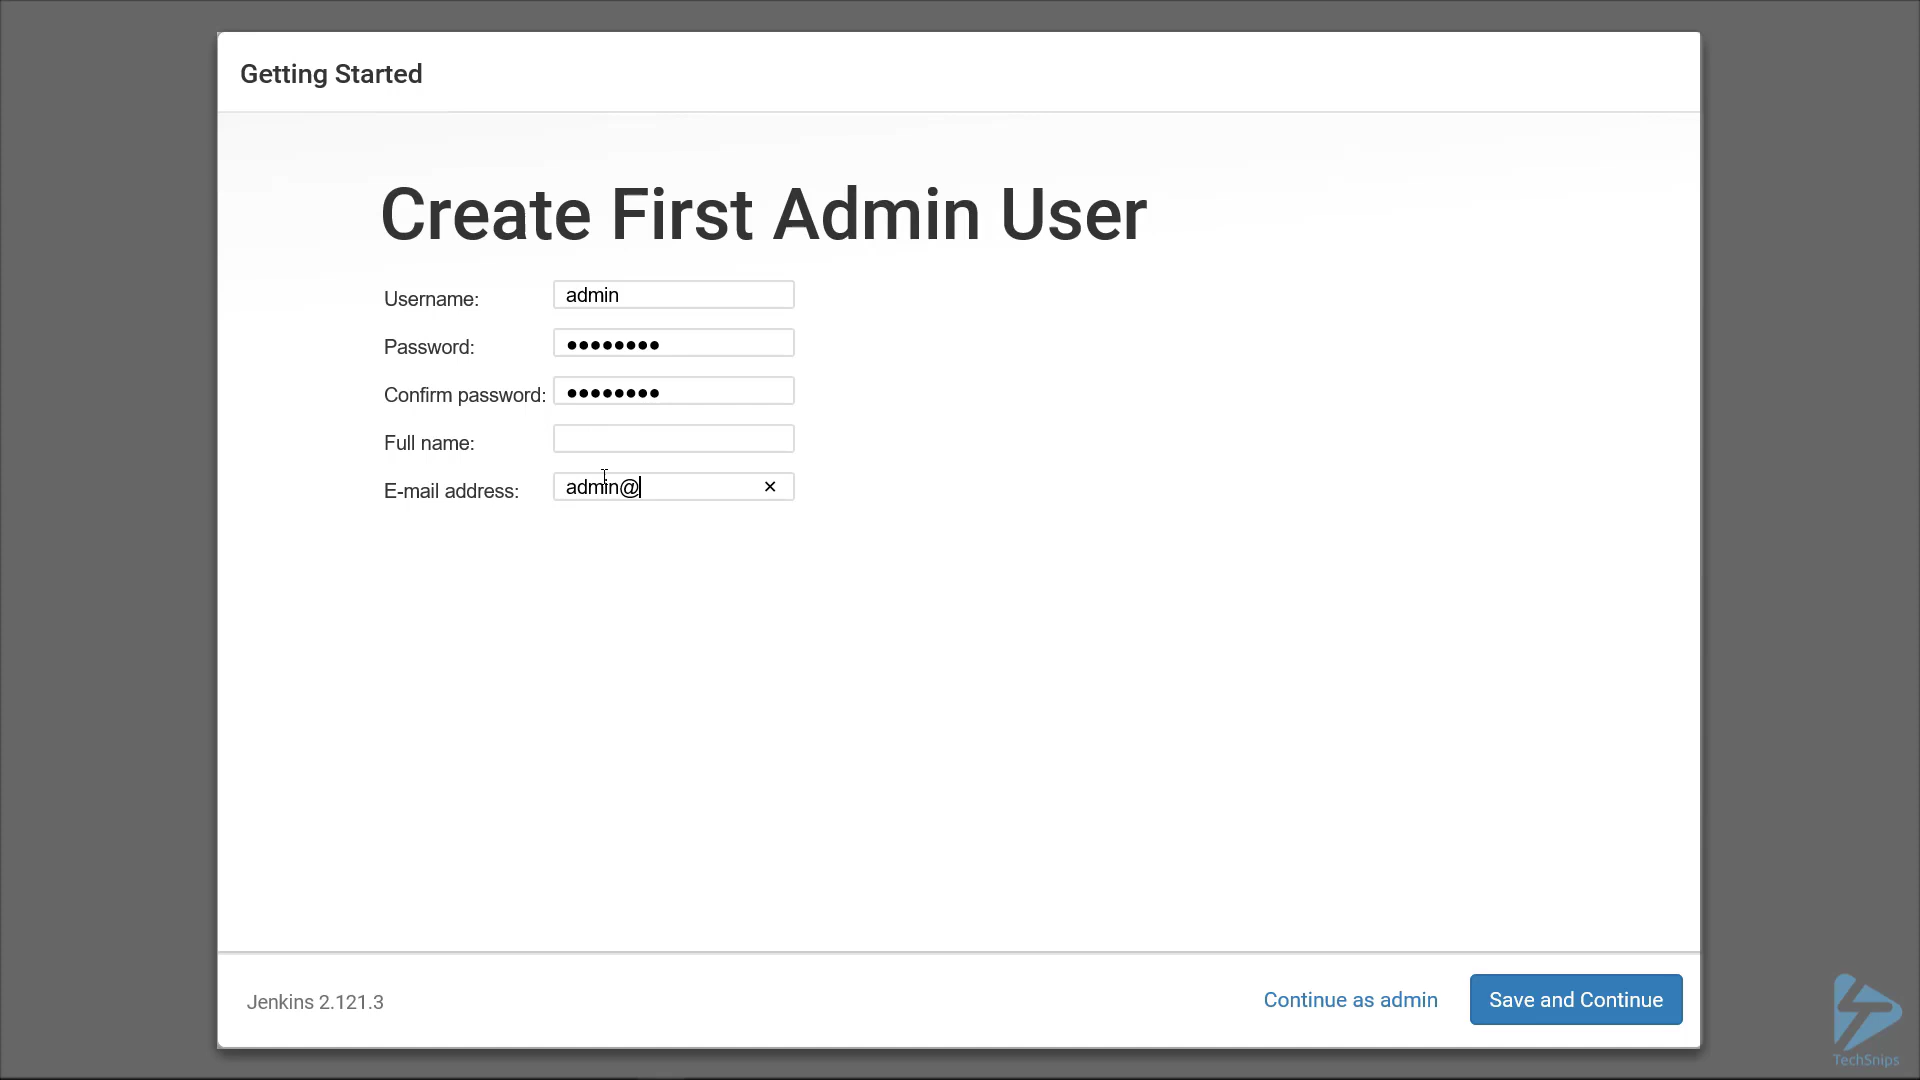 Getting Started
Create First Admin User
Username: admin
Password: ●●●●●●●●
Confirm password: ●●●●●●●●
Full name:
E-mail address: admin@ ×
Jenkins 2.121.3
Continue as admin
Save and Continue
TechSnips